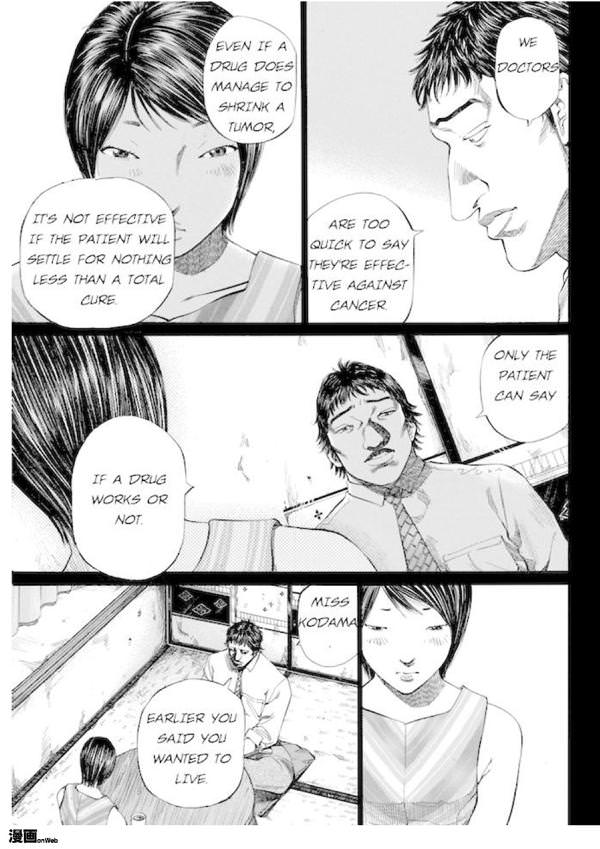 WE
DOCTORS
ARE TOO
QUICK TO SAY
THEY'RE EFFEC-
TIVE AGAINST
CANCER.
EVEN IF A
DRUG DOES
MANAGE TO
SHRINK A
TUMOR,
IT'S NOT EFFECTIVE
IF THE PATIENT WILL
SETTLE FOR NOTHING
LESS THAN A TOTAL
CURE.
ONLY THE
PATIENT
CAN SAY
IF A DRUG
WORKS OR
NOT.
MISS
KODAMA,
EARLIER YOU
SAID YOU
WANTED TO
LIVE.
漫画onWeb